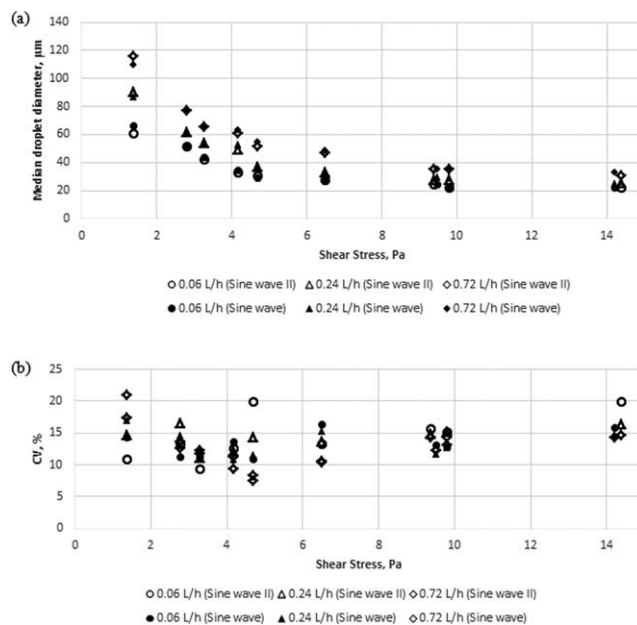 (a)
140
120
100
80
60
40
20
0
Median droplet diameter, µm
0 2 4 6 8 10 12 14
Shear Stress, Pa
0.06 L/h (Sine wave II) 0.24 L/h (Sine wave II) 0.72 L/h (Sine wave II)
0.06 L/h (Sine wave) 0.24 L/h (Sine wave) 0.72 L/h (Sine wave)
(b)
25
20
15
10
5
0
CV, %
0 2 4 6 8 10 12 14
Shear Stress, Pa
0.06 L/h (Sine wave II) 0.24 L/h (Sine wave II) 0.72 L/h (Sine wave II)
0.06 L/h (Sine wave) 0.24 L/h (Sine wave) 0.72 L/h (Sine wave)